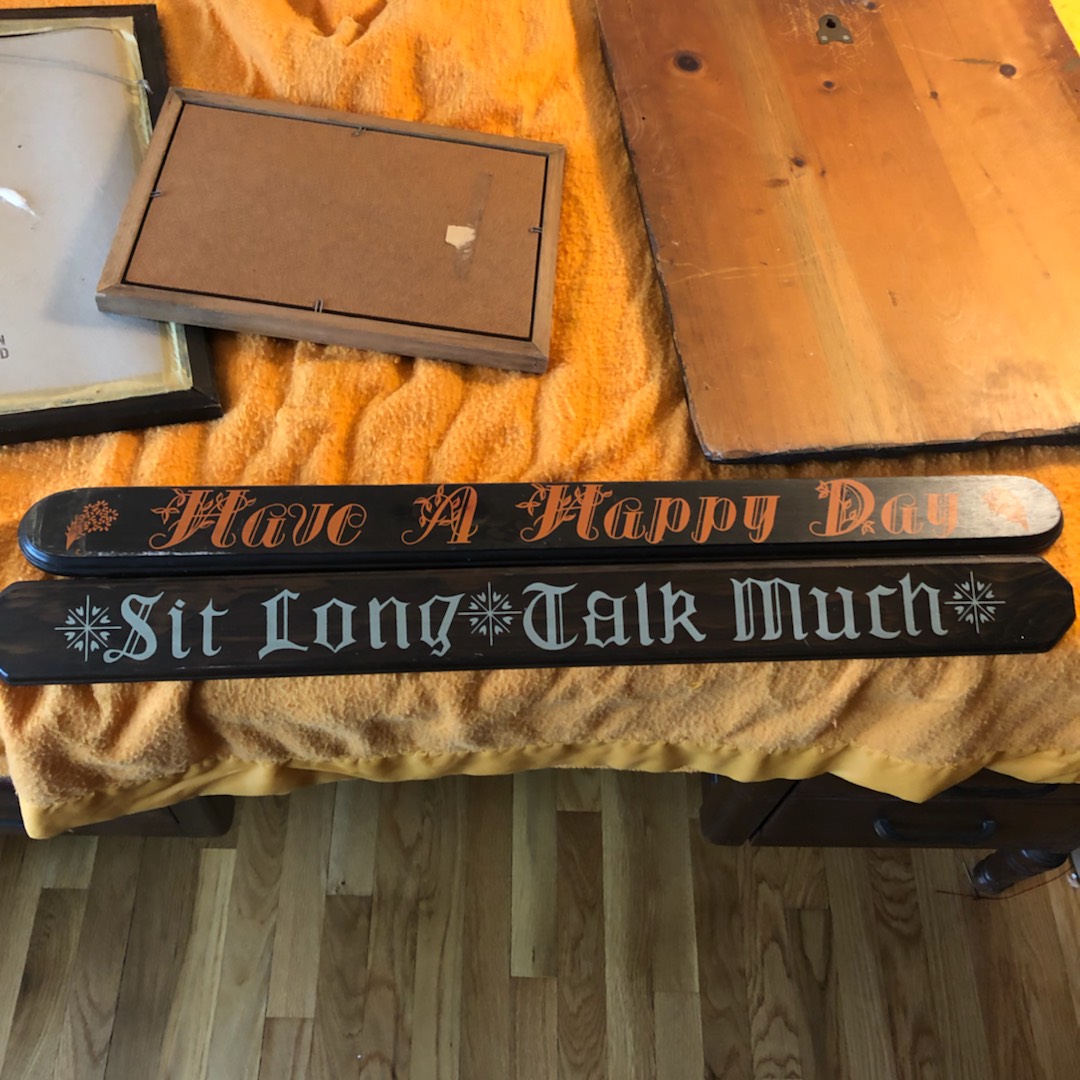 Have A Happy Day
Sit Long Talk Much